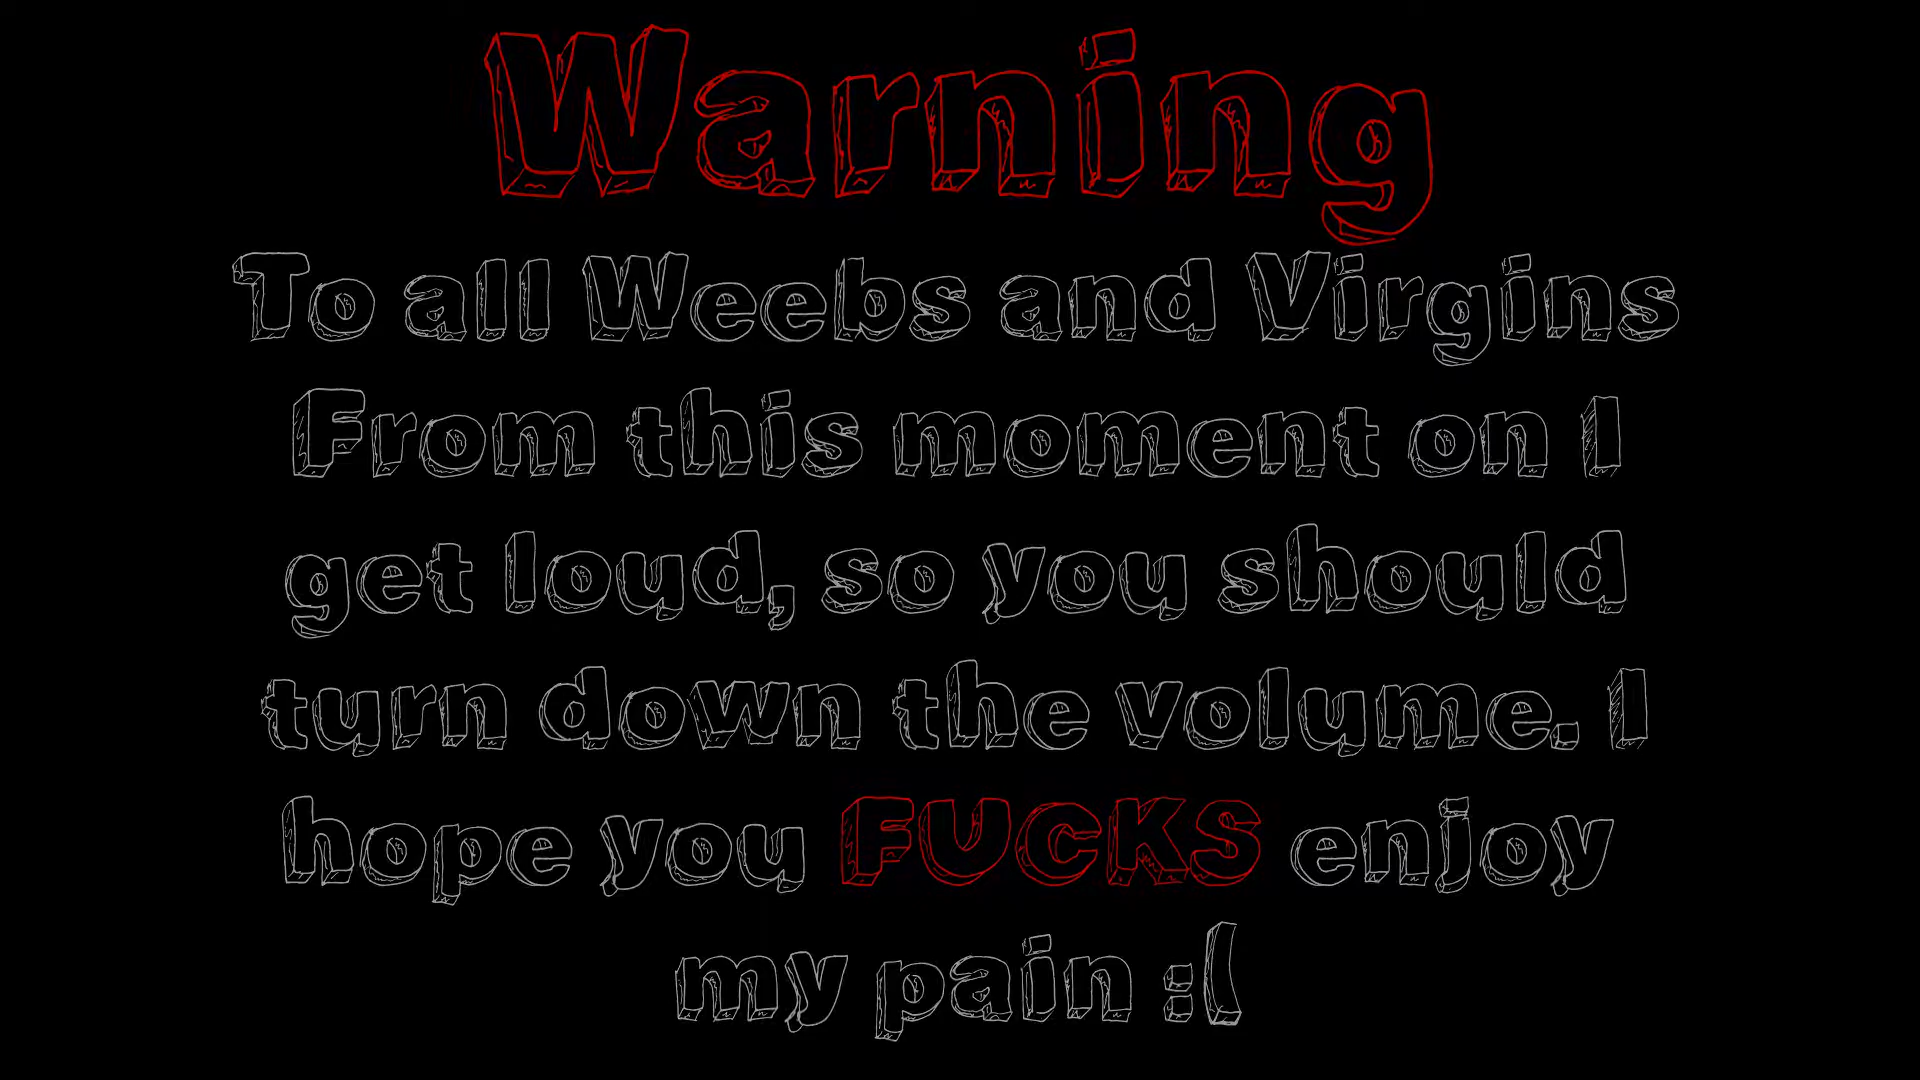 Warning
To all Weebs and Virgins
From this moment on I
get loud, so you should
turn down the volume. I
hope you FUCKS enjoy
my pain :(